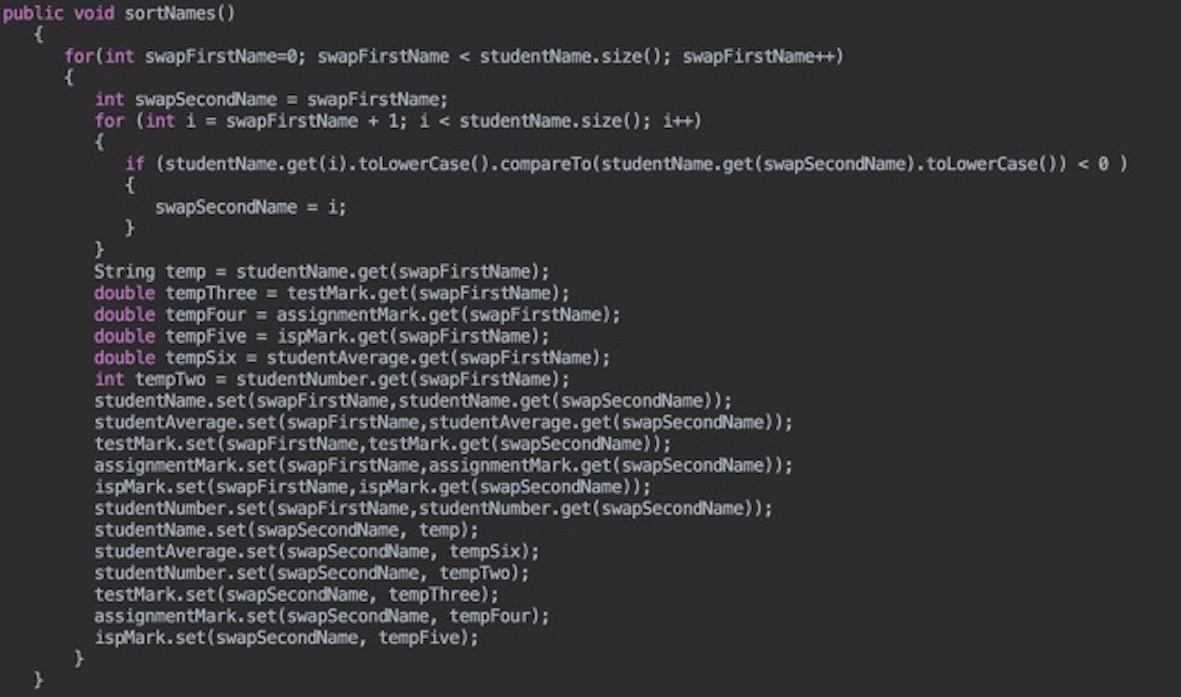 public void sortNames()
{
for(int swapFirstName=0; swapFirstName < studentName.size(); swapFirstName++)
{
int swapSecondName = swapFirstName;
for (int i = swapFirstName + 1; i < studentName.size(); i++)
{
if (studentName.get(i).toLowerCase().compareTo(studentName.get(swapSecondName).toLowerCase()) < 0 )
{
swapSecondName = i;
}
}
String temp = studentName.get(swapFirstName);
double tempThree = testMark.get(swapFirstName);
double tempFour = assignmentMark.get(swapFirstName);
double tempFive = ispMark.get(swapFirstName);
double tempSix = studentAverage.get(swapFirstName);
int tempTwo = studentNumber.get(swapFirstName);
studentName.set(swapFirstName,studentName.get(swapSecondName));
studentAverage.set(swapFirstName,studentAverage.get(swapSecondName));
testMark.set(swapFirstName,testMark.get(swapSecondName));
assignmentMark.set(swapFirstName,assignmentMark.get(swapSecondName));
ispMark.set(swapFirstName,ispMark.get(swapSecondName));
studentNumber.set(swapFirstName,studentNumber.get(swapSecondName));
studentName.set(swapSecondName, temp);
studentAverage.set(swapSecondName, tempSix);
studentNumber.set(swapSecondName, tempTwo);
testMark.set(swapSecondName, tempThree);
assignmentMark.set(swapSecondName, tempFour);
ispMark.set(swapSecondName, tempFive);
}
}